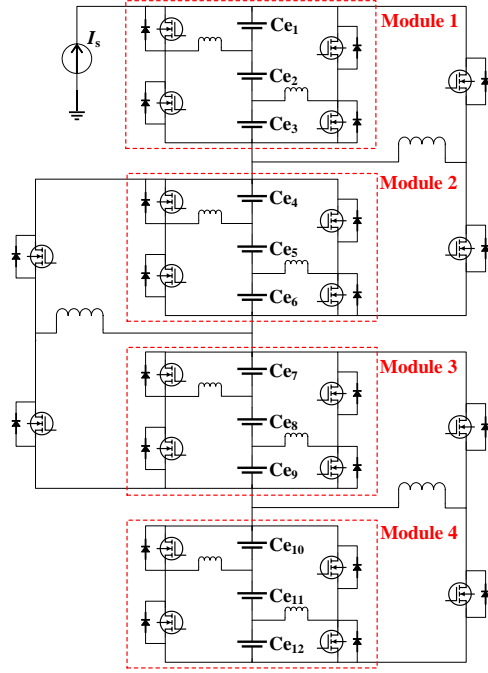 Module 1
Iₛ
Ce₁
Ce₂
Ce₃
Module 2
Ce₄
Ce₅
Ce₆
Module 3
Ce₇
Ce₈
Ce₉
Module 4
Ce₁₀
Ce₁₁
Ce₁₂